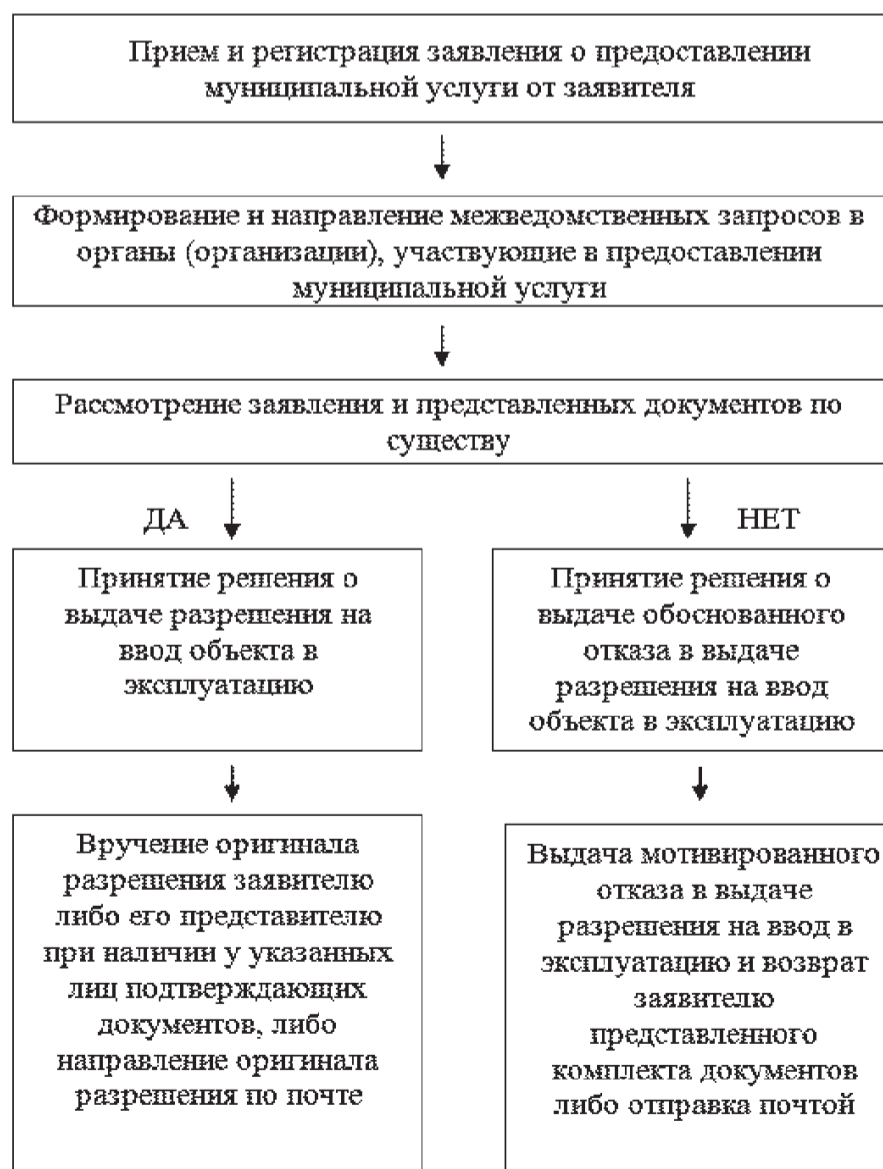 Прием и регистрация заявления о предоставлении
муниципальной услуги от заявителя
Формирование и направление межведомственных запросов в
органы (организации), участвующие в предоставлении
муниципальной услуги
Рассмотрение заявления и представленных документов по
существу
ДА
НЕТ
Принятие решения о
выдаче разрешения на
ввод объекта в
эксплуатацию
Принятие решения о
выдаче обоснованного
отказа в выдаче
разрешения на ввод
объекта в эксплуатацию
Вручение оригинала
разрешения заявителю
либо его представителю
при наличии у указанных
лиц подтверждающих
документов, либо
направление оригинала
разрешения по почте
Выдача мотивированного
отказа в выдаче
разрешения на ввод в
эксплуатацию и возврат
заявителю
представленного
комплекта документов
либо отправка почтой